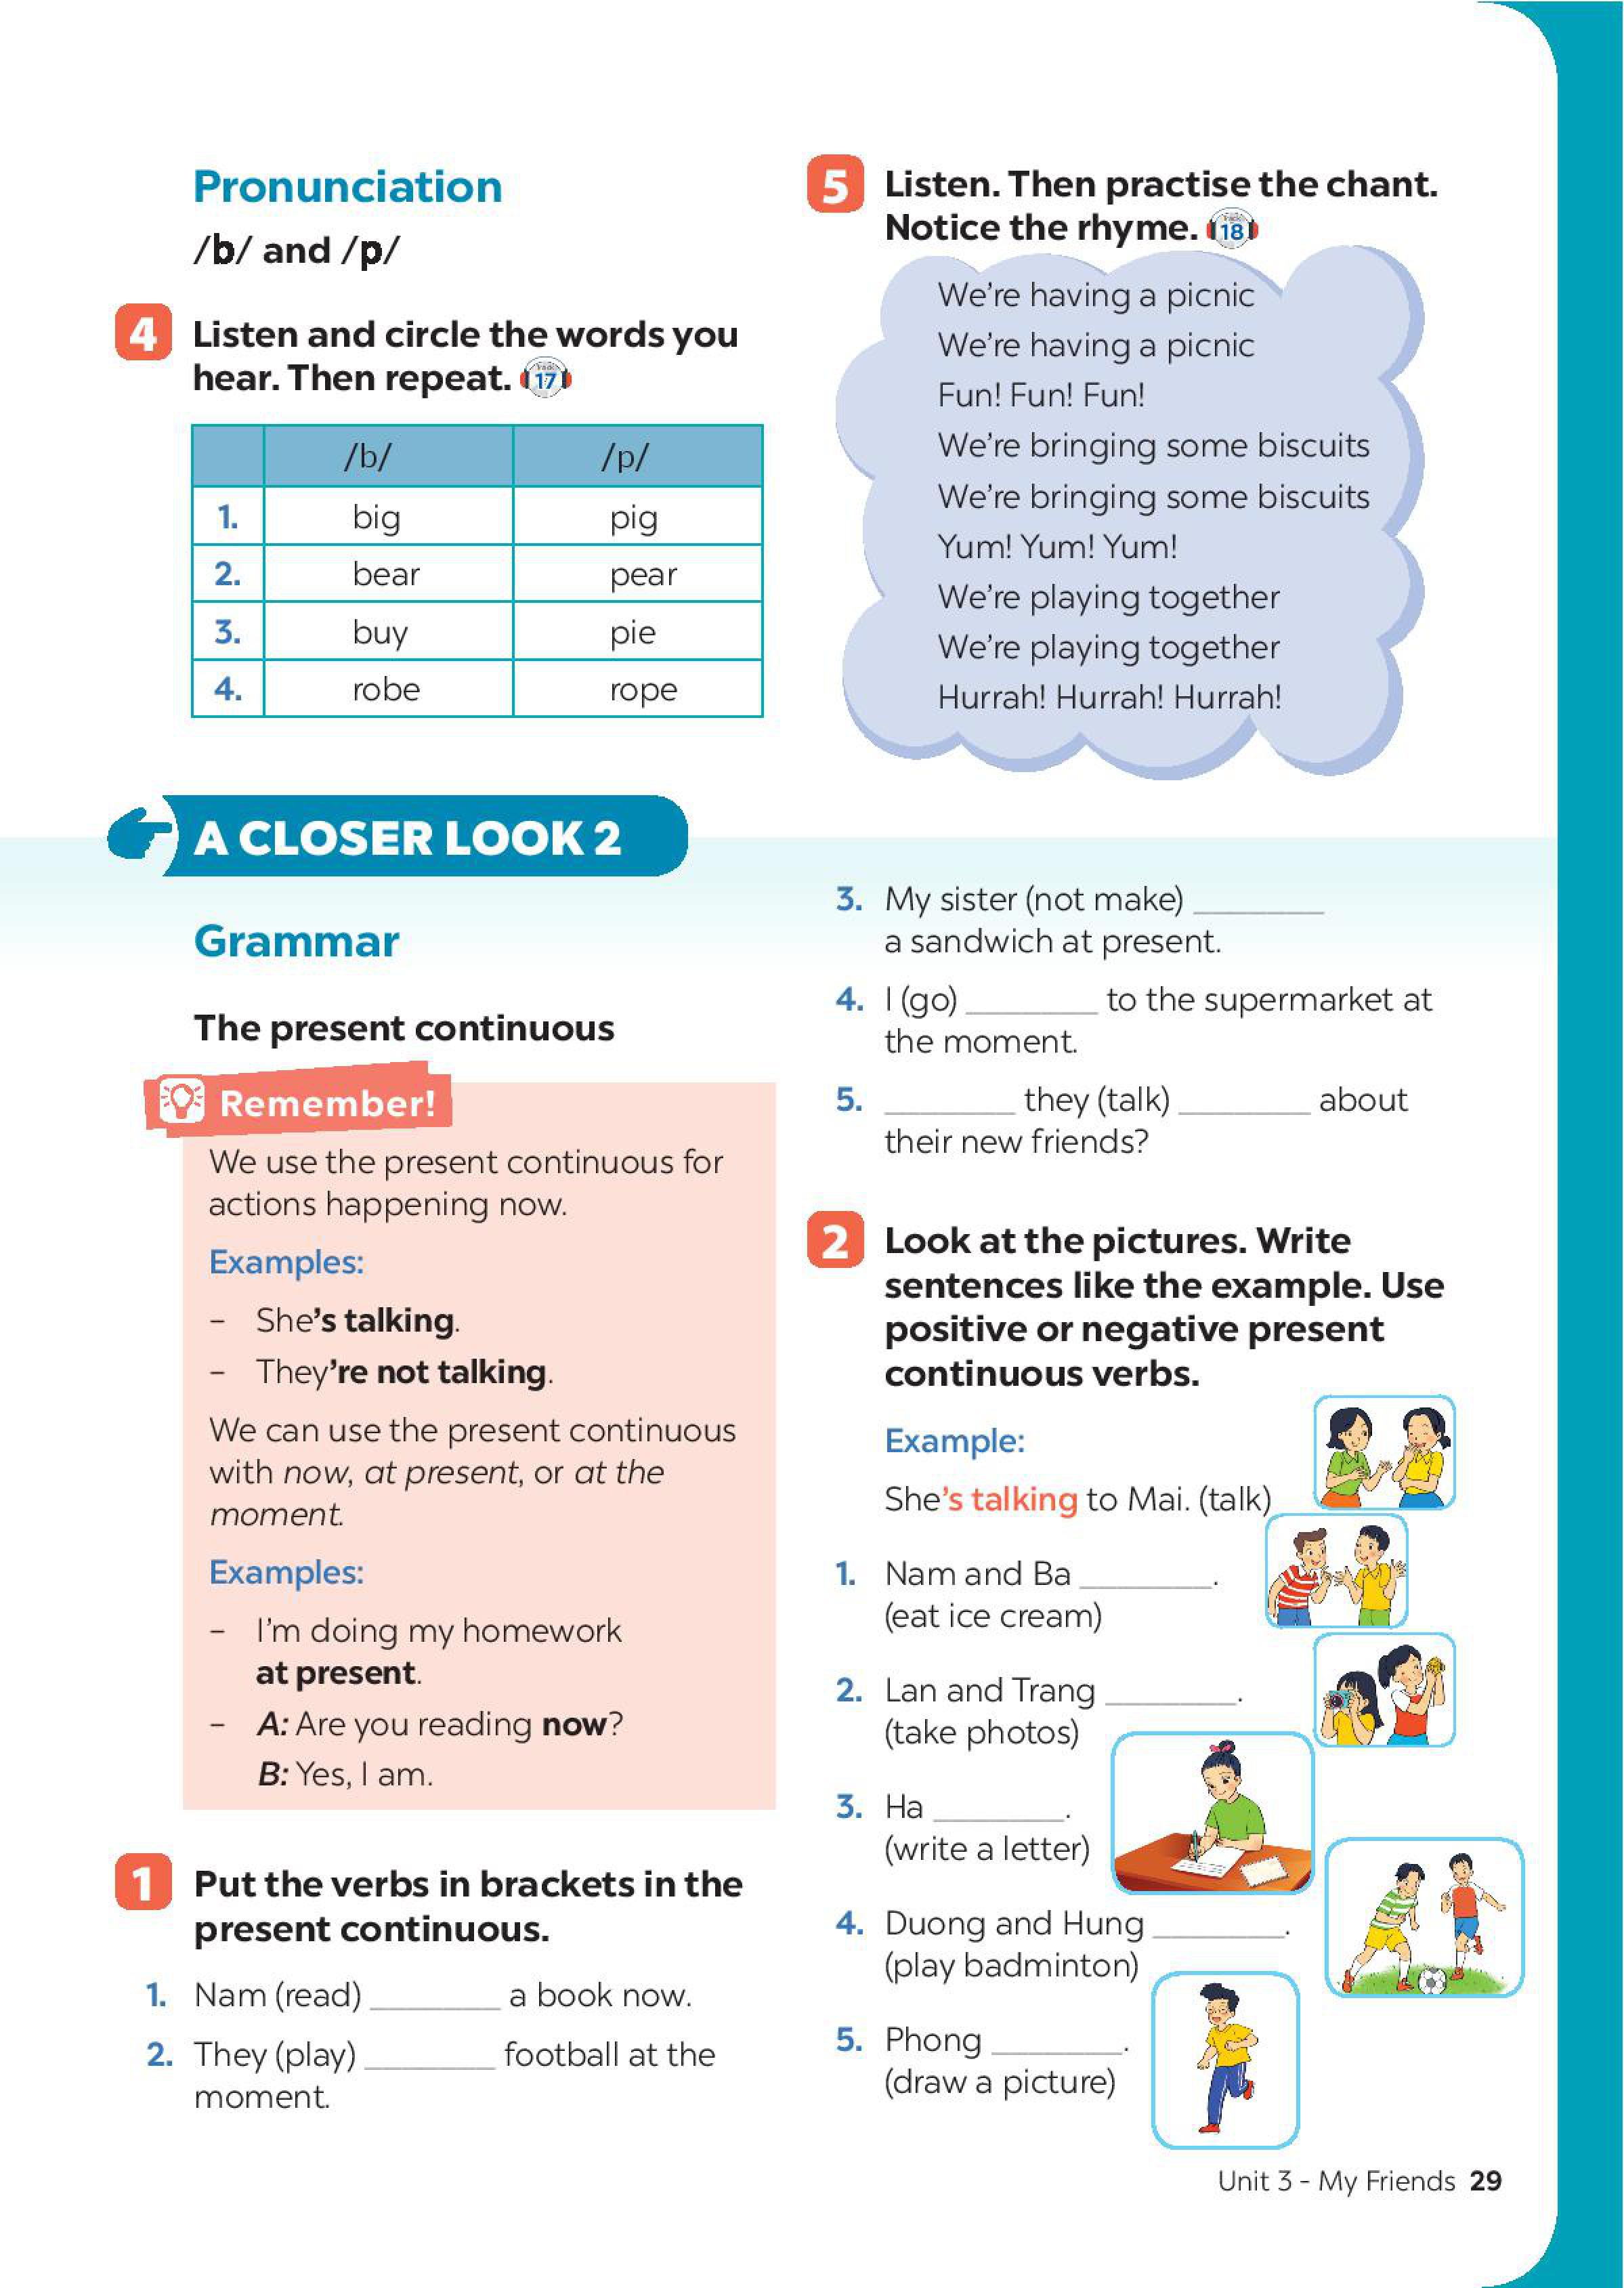 Pronunciation
/b/ and /p/
4 Listen and circle the words you
hear. Then repeat. Track 17
/b/ /p/
1. big pig
2. bear pear
3. buy pie
4. robe rope
5 Listen. Then practise the chant.
Notice the rhyme. Track 18
We're having a picnic
We're having a picnic
Fun! Fun! Fun!
We're bringing some biscuits
We're bringing some biscuits
Yum! Yum! Yum!
We're playing together
We're playing together
Hurrah! Hurrah! Hurrah!
A CLOSER LOOK 2
Grammar
The present continuous
Remember!
We use the present continuous for
actions happening now.
Examples:
– She's talking.
– They're not talking.
We can use the present continuous
with now, at present, or at the
moment.
Examples:
– I'm doing my homework
at present.
– A: Are you reading now?
B: Yes, I am.
1 Put the verbs in brackets in the
present continuous.
1. Nam (read) ________ a book now.
2. They (play) ________ football at the
moment.
3. My sister (not make) ________
a sandwich at present.
4. I (go) ________ to the supermarket at
the moment.
5. ________ they (talk) ________ about
their new friends?
2 Look at the pictures. Write
sentences like the example. Use
positive or negative present
continuous verbs.
Example:
She's talking to Mai. (talk)
1. Nam and Ba ________.
(eat ice cream)
2. Lan and Trang ________.
(take photos)
3. Ha ________.
(write a letter)
4. Duong and Hung ________.
(play badminton)
5. Phong ________.
(draw a picture)
Unit 3 - My Friends 29